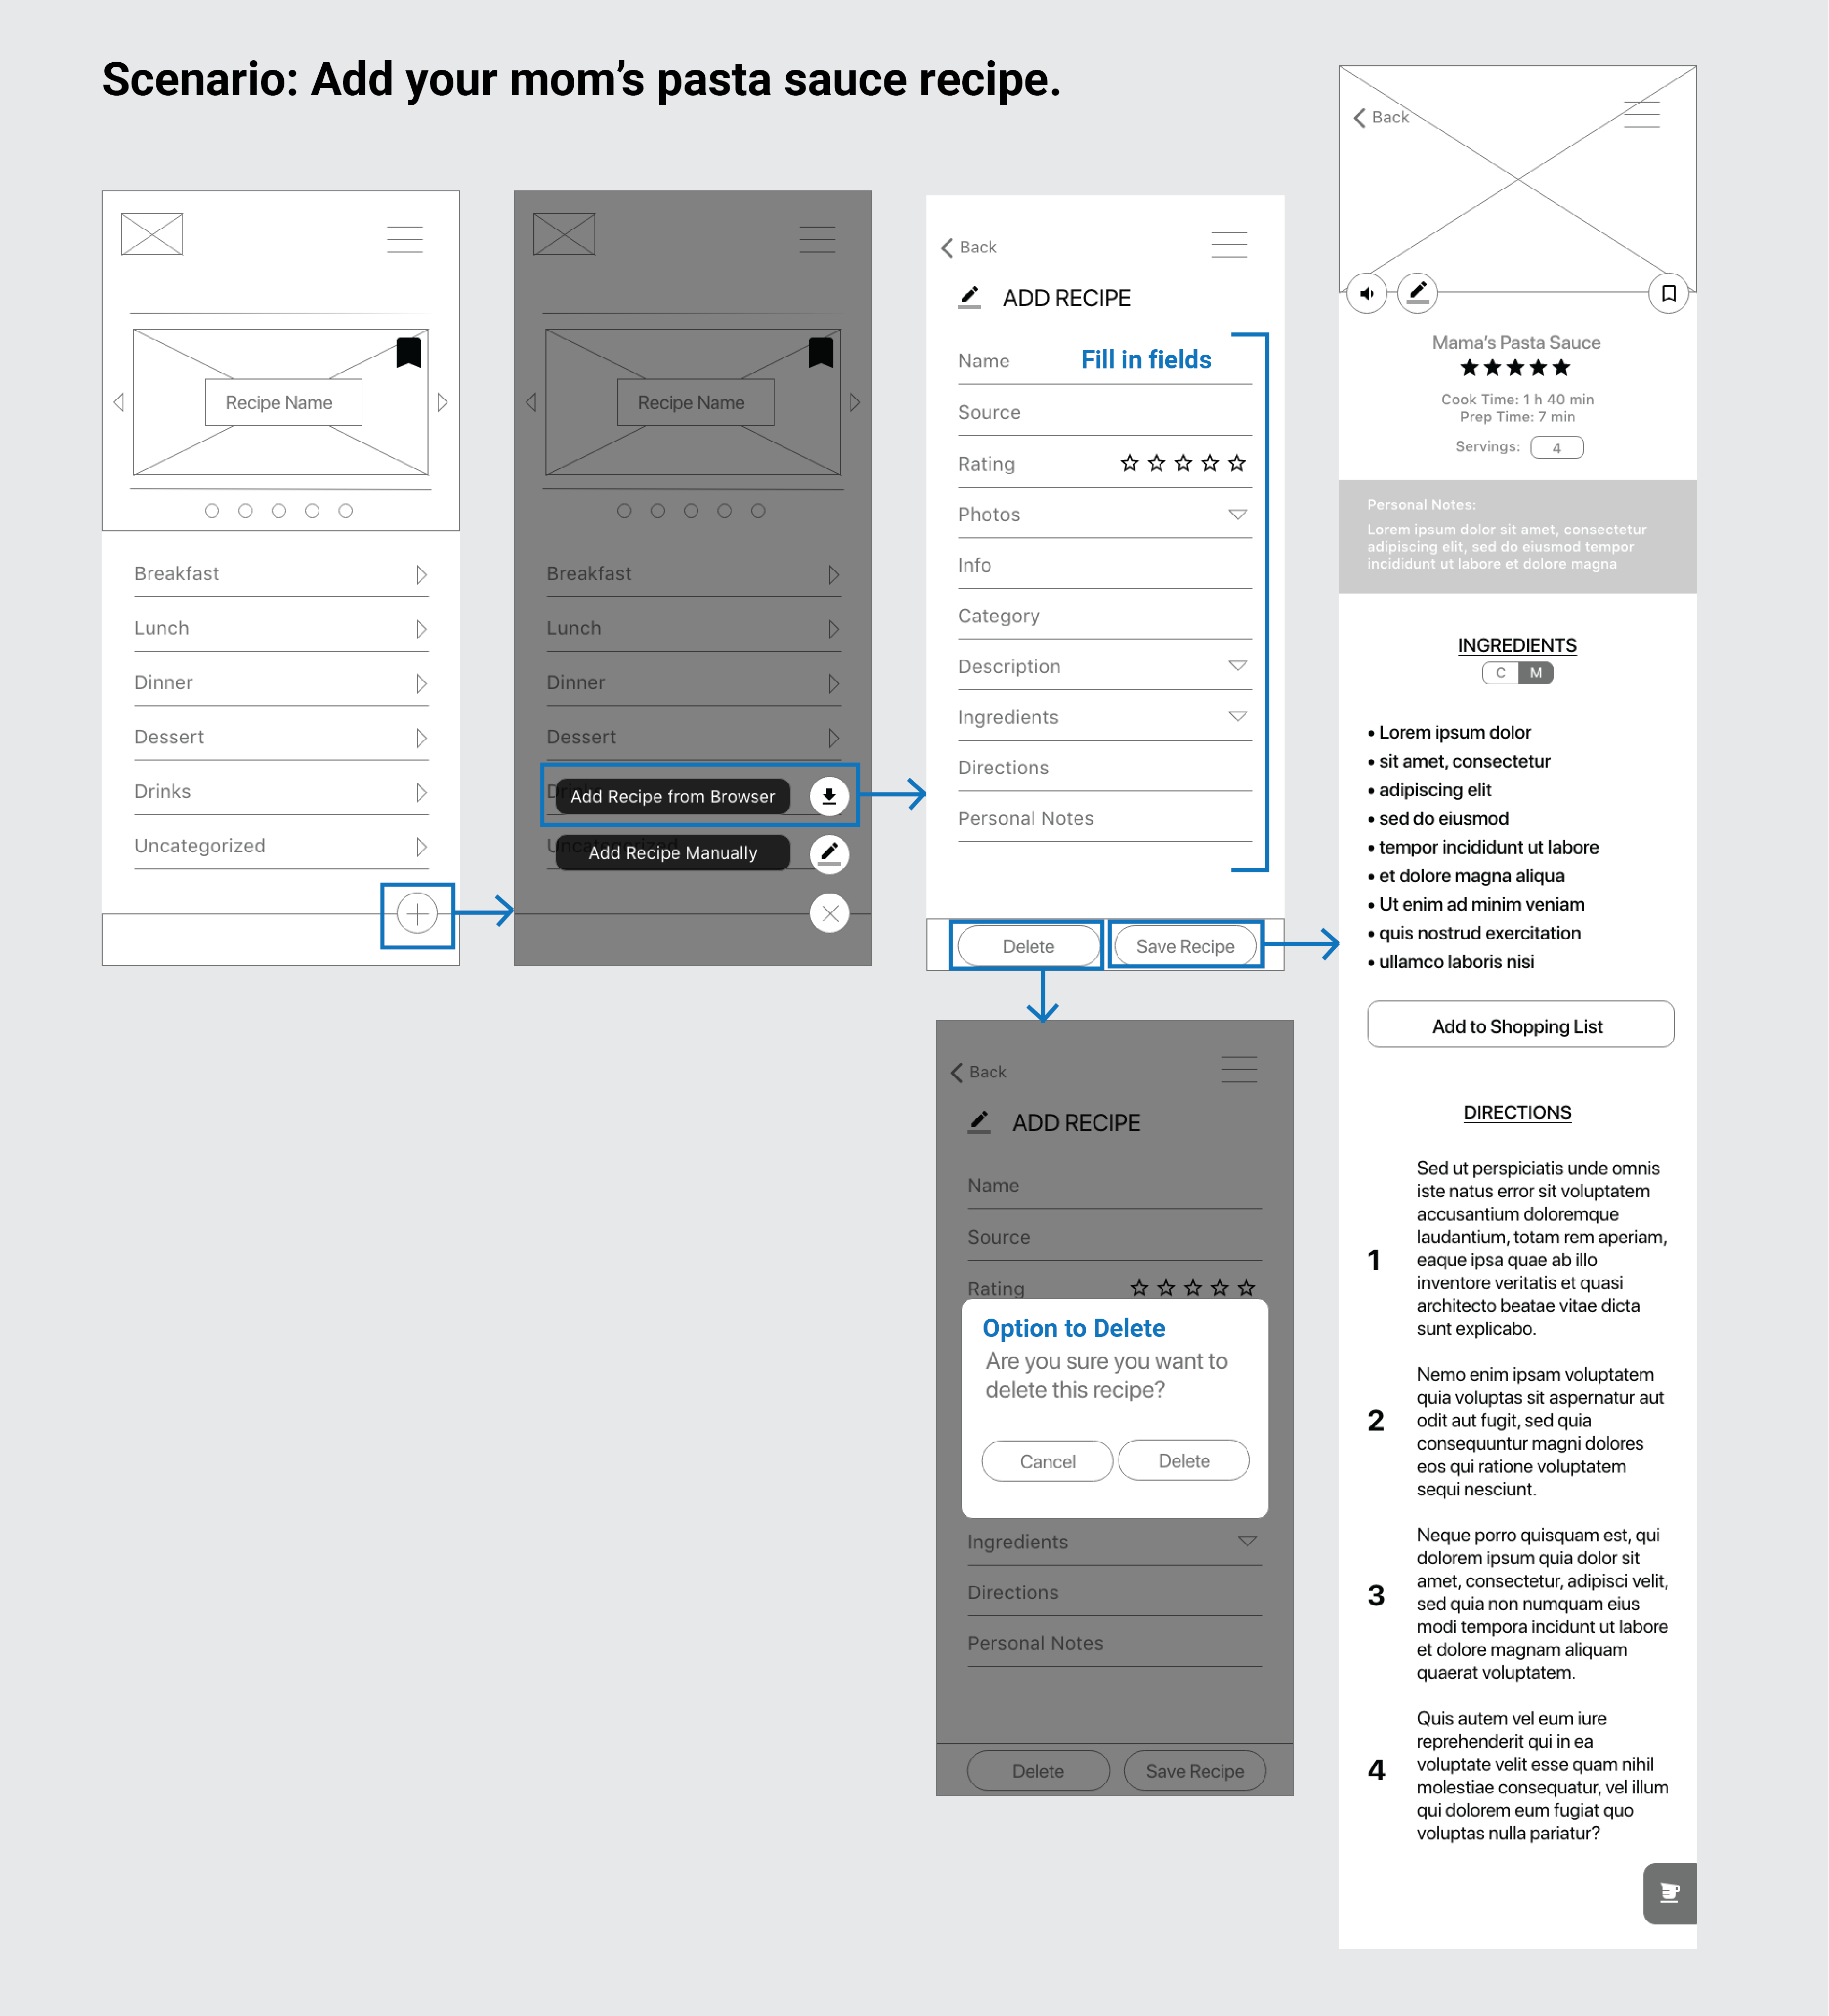 Scenario: Add your mom’s pasta sauce recipe.
Recipe Name
Breakfast
Lunch
Dinner
Dessert
Drinks
Uncategorized
Recipe Name
Breakfast
Lunch
Dinner
Dessert
Add Recipe from Browser
Add Recipe Manually
Back
ADD RECIPE
Name
Fill in fields
Source
Rating
Photos
Info
Category
Description
Ingredients
Directions
Personal Notes
Delete
Save Recipe
Back
ADD RECIPE
Name
Source
Rating
Option to Delete
Are you sure you want to
delete this recipe?
Cancel
Delete
Ingredients
Directions
Personal Notes
Delete
Save Recipe
Back
Mama’s Pasta Sauce
Cook Time: 1 h 40 min
Prep Time: 7 min
Servings: 4
Personal Notes:
Lorem ipsum dolor sit amet, consectetur
adipiscing elit, sed do eiusmod tempor
incididunt ut labore et dolore magna
INGREDIENTS
C M
• Lorem ipsum dolor
• sit amet, consectetur
• adipiscing elit
• sed do eiusmod
• tempor incididunt ut labore
• et dolore magna aliqua
• Ut enim ad minim veniam
• quis nostrud exercitation
• ullamco laboris nisi
Add to Shopping List
DIRECTIONS
1
Sed ut perspiciatis unde omnis
iste natus error sit voluptatem
accusantium doloremque
laudantium, totam rem aperiam,
eaque ipsa quae ab illo
inventore veritatis et quasi
architecto beatae vitae dicta
sunt explicabo.
2
Nemo enim ipsam voluptatem
quia voluptas sit aspernatur aut
odit aut fugit, sed quia
consequuntur magni dolores
eos qui ratione voluptatem
sequi nesciunt.
3
Neque porro quisquam est, qui
dolorem ipsum quia dolor sit
amet, consectetur, adipisci velit,
sed quia non numquam eius
modi tempora incidunt ut labore
et dolore magnam aliquam
quaerat voluptatem.
4
Quis autem vel eum iure
reprehenderit qui in ea
voluptate velit esse quam nihil
molestiae consequatur, vel illum
qui dolorem eum fugiat quo
voluptas nulla pariatur?